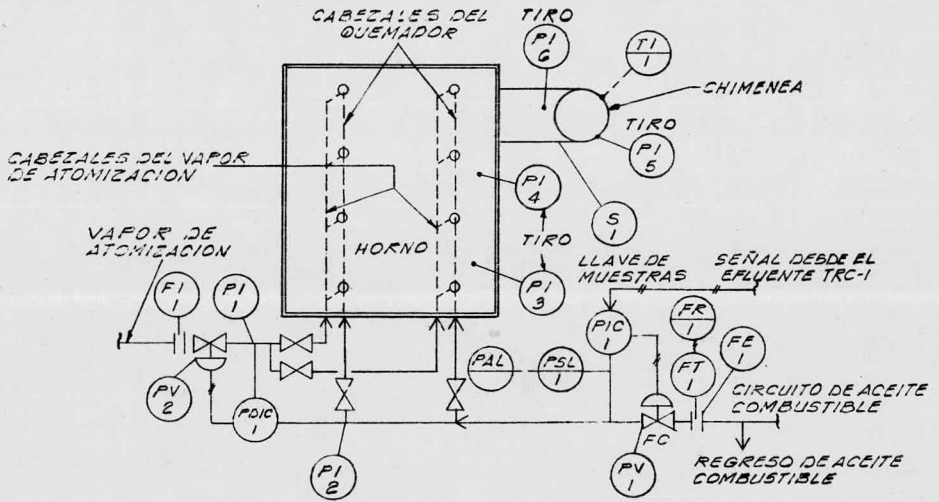 CABEZALES DEL
QUEMADOR
TIRO
PI
6
TI
1
CHIMENEA
TIRO
PI
5
CABEZALES DEL VAPOR
DE ATOMIZACION
PI
4
S
1
VAPOR DE
ATOMIZACION
HORNO
TIRO
LLAVE DE
MUESTRAS
SEÑAL DEBDE EL
EFLUENTE TRC-1
FI
1
PI
1
PI
3
PIC
1
FR
1
FE
1
PAL
PSL
1
FT
1
PV
2
PDIC
1
CIRCUITO DE ACEITE
COMBUSTIBLE
FC
PI
2
PV
1
REGRESO DE ACEITE
COMBUSTIBLE